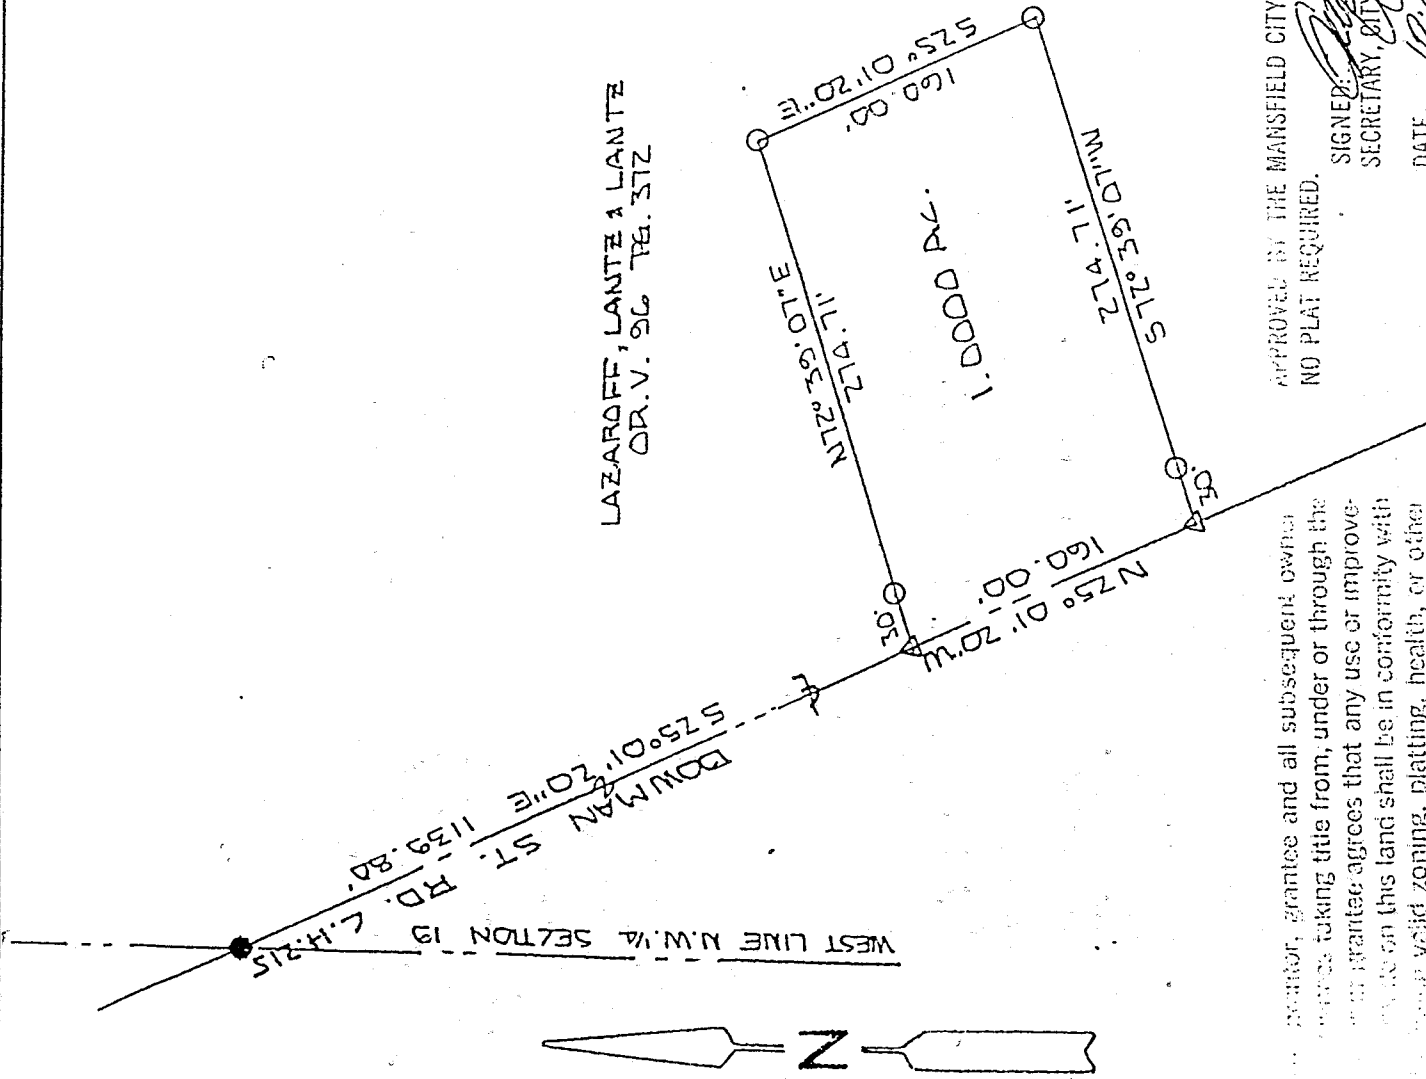 LAZAROFF, LANTZ & LANTZ
O.R.V. 96 PG. 372
S 25° 01' 20" E
160.00'
N 72° 39' 07" E
274.71'
1.0000 Ac.
S 72° 39' 07" W
274.71'
30'
30'
N 25° 01' 20" W
160.00'
S 25° 01' 20" E 1139.80'
BOWMAN ST. RD. C.H. 215
WEST LINE N.W. 1/4 SECTION 19
N
APPROVED BY THE MANSFIELD CITY
NO PLAT REQUIRED.
SIGNED:
SECRETARY, CITY
DATE
grantor, grantee and all subsequent owner
taking title from, under or through the
grantee agrees that any use or improve-
on this land shall be in conformity with
valid zoning, platting, health, or other